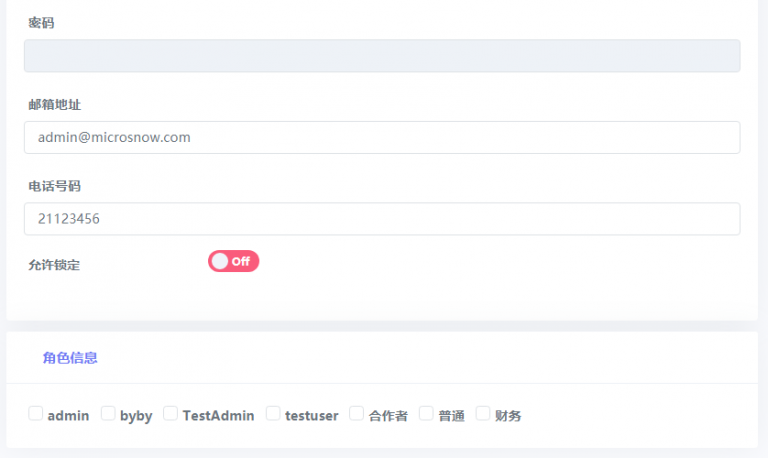 密码
邮箱地址
admin@microsnow.com
电话号码
21123456
允许锁定 Off
角色信息
admin byby TestAdmin testuser 合作者 普通 财务